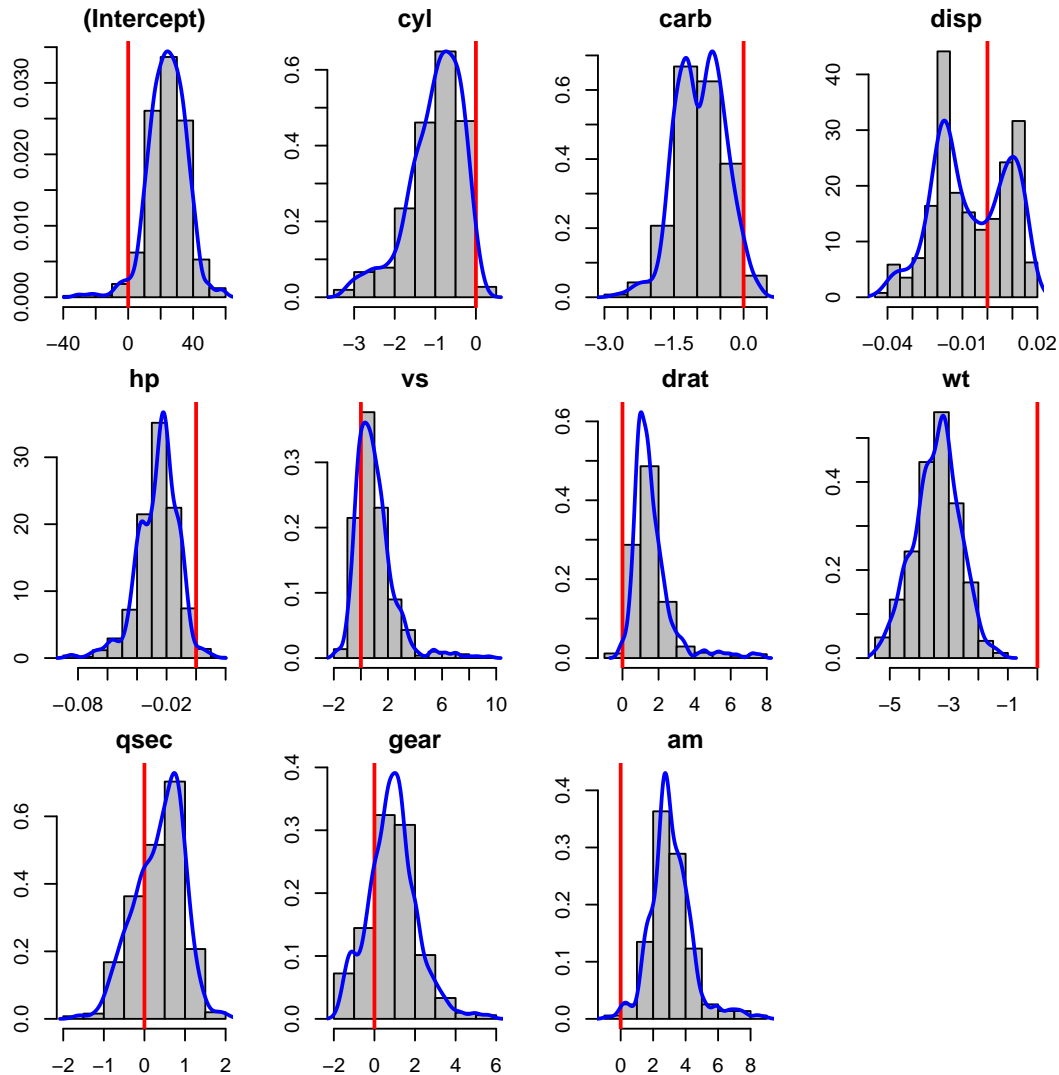 (Intercept)
0.000 0.010 0.020 0.030
−40 0 20 40
cyl
0.0 0.2 0.4 0.6
−3 −2 −1 0
carb
0.0 0.2 0.4 0.6
−3.0 −1.5 0.0
disp
0 10 20 30 40
−0.04 −0.01 0.02
hp
0 10 20 30
−0.08 −0.02
vs
0.0 0.1 0.2 0.3
−2 0 2 4 6 8 10
drat
0.0 0.2 0.4 0.6
0 2 4 6 8
wt
0.0 0.2 0.4
−5 −3 −1
qsec
0.0 0.2 0.4 0.6
−2 −1 0 1 2
gear
0.0 0.1 0.2 0.3 0.4
−2 0 2 4 6
am
0.0 0.1 0.2 0.3 0.4
0 2 4 6 8